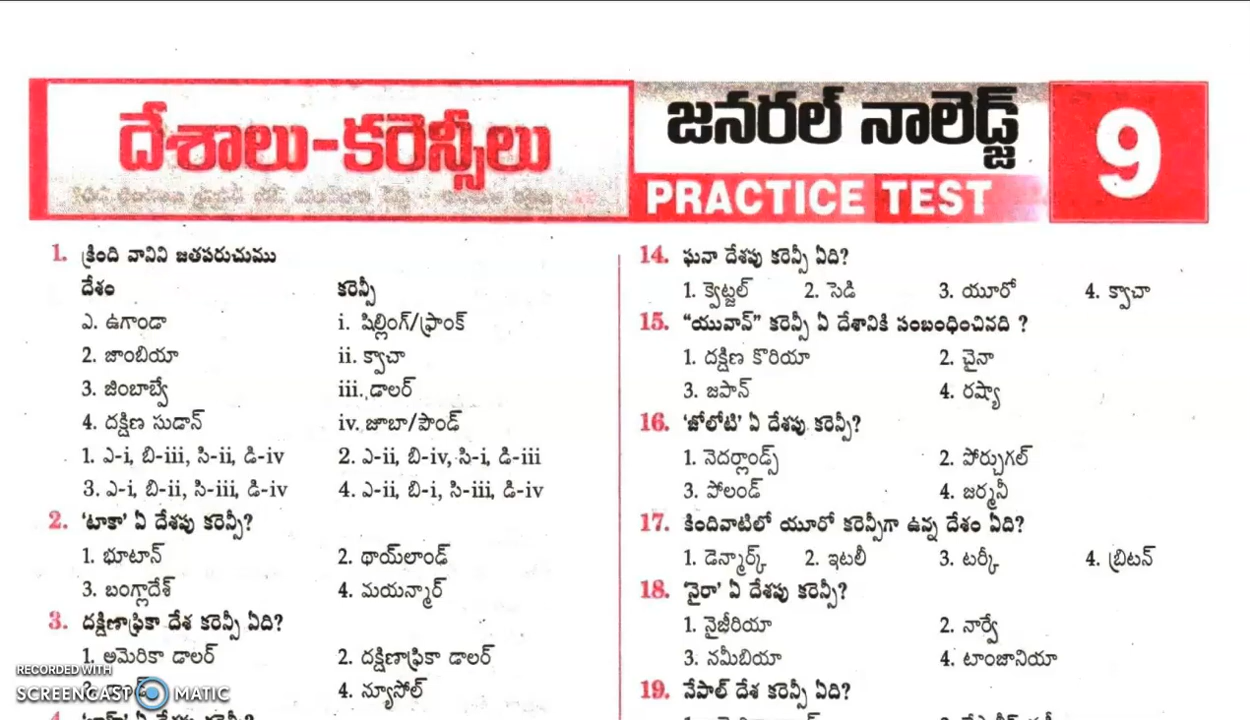 దేశాలు-కరెన్సీలు
జనరల్ నాలెడ్జ్
PRACTICE TEST
9
1. క్రింది వానిని జతపరుచుము
దేశం కరెన్సీ
ఎ. ఉగాండా i. షిల్లింగ్/ఫ్రాంక్
2. జాంబియా ii. క్వాచా
3. జింబాబ్వే iii. డాలర్
4. దక్షిణ సుడాన్ iv. జూబా/పౌండ్
1. ఎ-i, బి-iii, సి-ii, డి-iv 2. ఎ-ii, బి-iv, సి-i, డి-iii
3. ఎ-i, బి-ii, సి-iii, డి-iv 4. ఎ-ii, బి-i, సి-iii, డి-iv
2. 'టాకా' ఏ దేశపు కరెన్సీ?
1. భూటాన్ 2. థాయ్‌లాండ్
3. బంగ్లాదేశ్ 4. మయన్మార్
3. దక్షిణాఫ్రికా దేశ కరెన్సీ ఏది?
1. అమెరికా డాలర్ 2. దక్షిణాఫ్రికా డాలర్
4. న్యూసోల్
14. ఘనా దేశపు కరెన్సీ ఏది?
1. క్వెట్జల్ 2. సెడి 3. యూరో 4. క్వాచా
15. "యువాన్" కరెన్సీ ఏ దేశానికి సంబంధించినది ?
1. దక్షిణ కొరియా 2. చైనా
3. జపాన్ 4. రష్యా
16. 'జోలోటి' ఏ దేశపు కరెన్సీ?
1. నెదర్లాండ్స్ 2. పోర్చుగల్
3. పోలండ్ 4. జర్మనీ
17. కిందివాటిలో యూరో కరెన్సీగా ఉన్న దేశం ఏది?
1. డెన్మార్క్ 2. ఇటలీ 3. టర్కీ 4. బ్రిటన్
18. 'నైరా' ఏ దేశపు కరెన్సీ?
1. నైజీరియా 2. నార్వే
3. నమీబియా 4. టాంజానియా
19. నేపాల్ దేశ కరెన్సీ ఏది?
RECORDED WITH
SCREENCAST MATIC